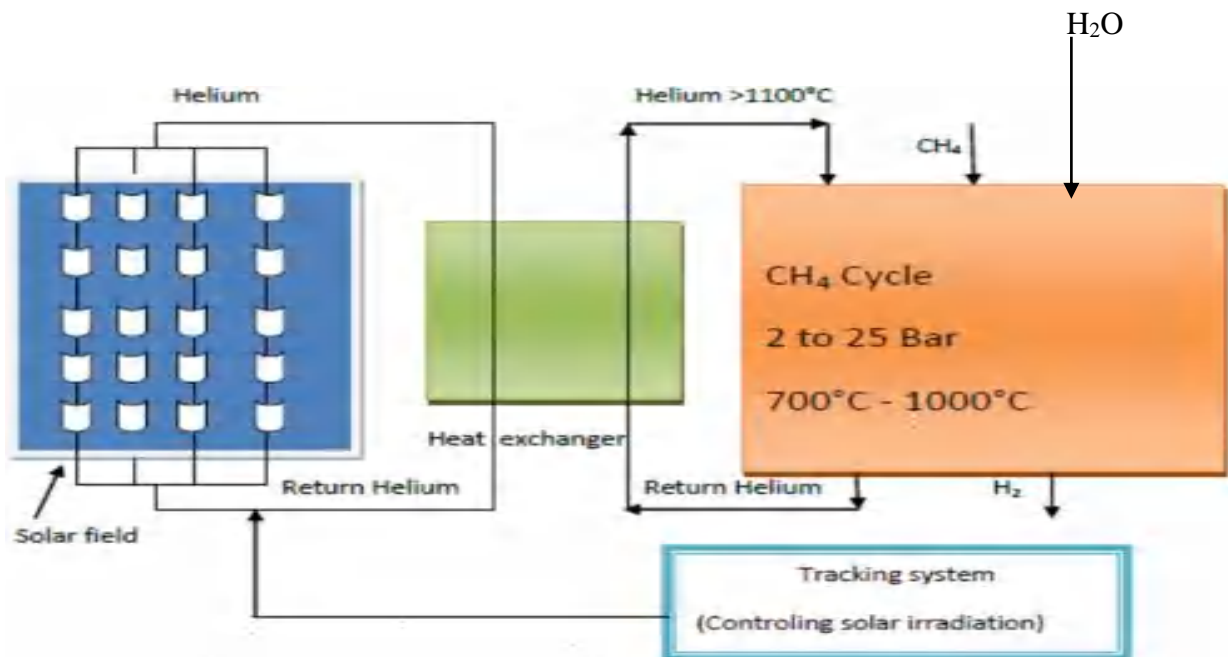 H₂O
Helium
Helium >1100°C
CH₄
CH₄ Cycle
2 to 25 Bar
700°C - 1000°C
Heat exchanger
Return Helium
Return Helium
H₂
Solar field
Tracking system
(Controling solar irradiation)